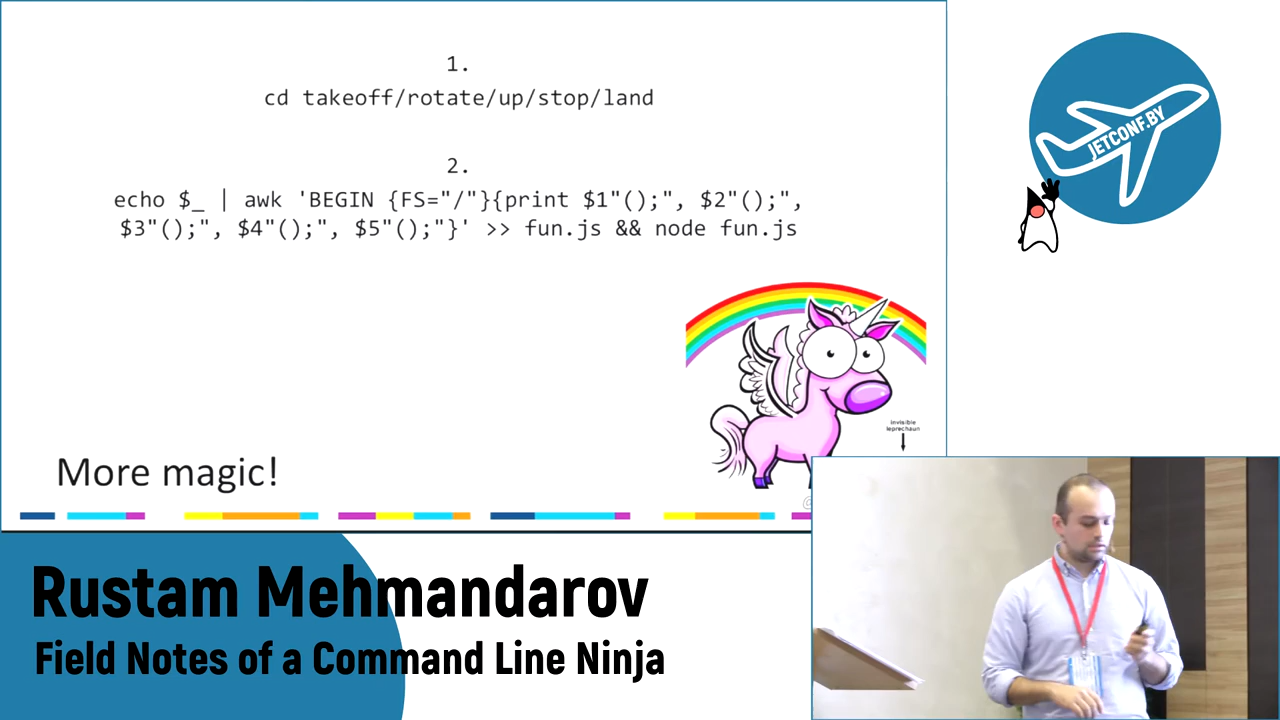 1.
cd takeoff/rotate/up/stop/land
2.
echo $_ | awk 'BEGIN {FS="/"}{print $1"();", $2"();",
$3"();", $4"();", $5"();"}' >> fun.js && node fun.js
invisible
leprechaun
More magic!
JETCONF.BY
Rustam Mehmandarov
Field Notes of a Command Line Ninja